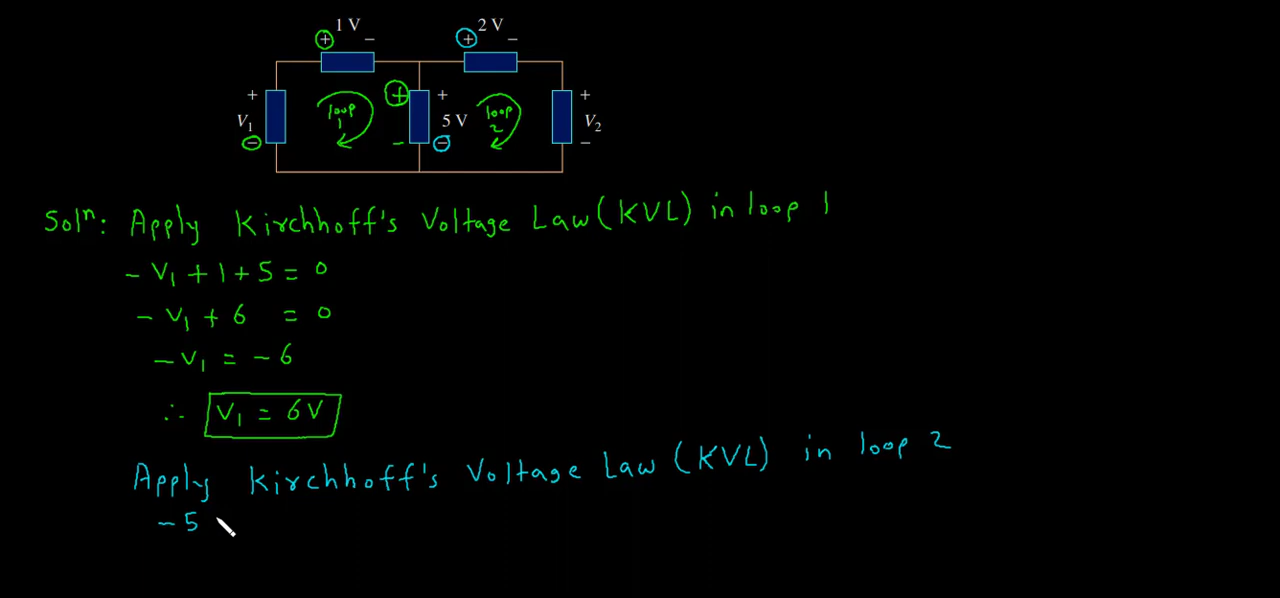 1 V 2 V
+ − + −
+ + + +
V₁ loop 1 5 V loop 2 V₂
− − − −
Solⁿ: Apply Kirchhoff's Voltage Law (KVL) in loop 1
− V₁ + 1 + 5 = 0
− V₁ + 6 = 0
− V₁ = − 6
∴ V₁ = 6V
Apply Kirchhoff's Voltage Law (KVL) in loop 2
− 5